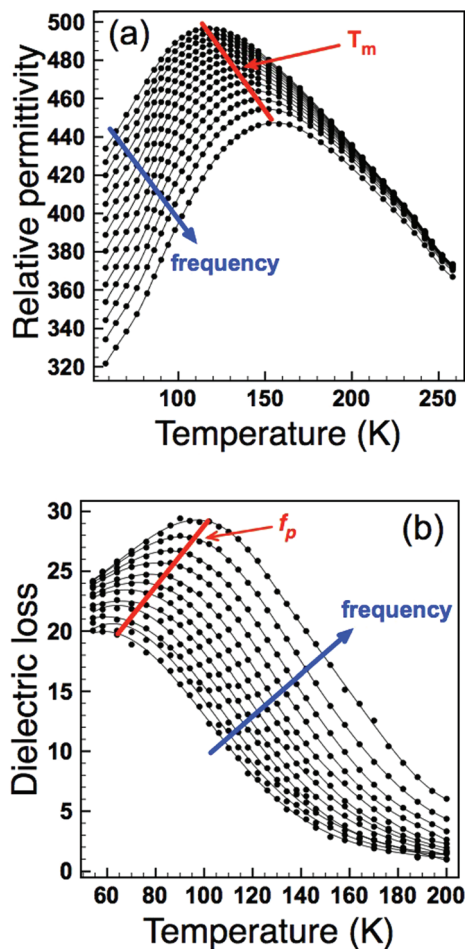 (a)
T_m
500
480
460
440
420
400
380
360
340
320
Relative permittivity
frequency
100
150
200
250
Temperature (K)
(b)
f_p
30
25
20
15
10
5
0
Dielectric loss
frequency
60
80
100
120
140
160
180
200
Temperature (K)